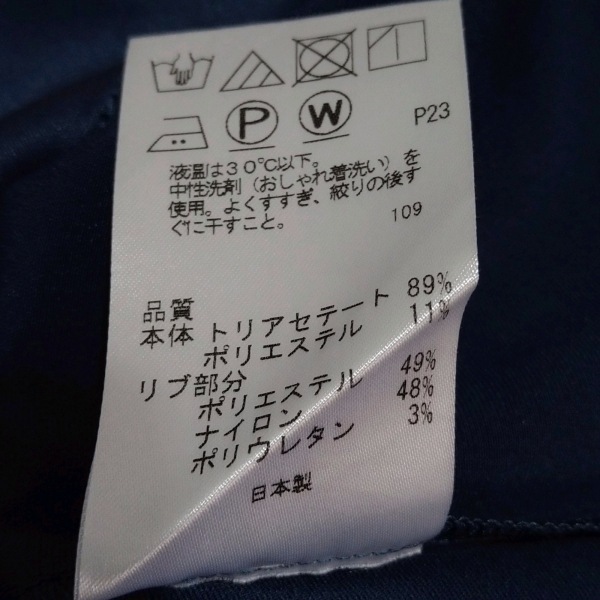 P W P23
液温は30℃以下。
中性洗剤（おしゃれ着洗い）を
使用。よくすすぎ、絞りの後す
ぐに干すこと。 109
品質
本体 トリアセテート 89%
ポリエステル 11%
リブ部分
ポリエステル 49%
ナイロン 48%
ポリウレタン 3%
日本製